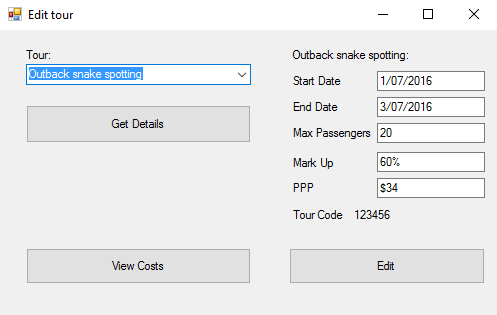 Edit tour
Tour:
Outback snake spotting
Get Details
View Costs
Outback snake spotting:
Start Date 1/07/2016
End Date 3/07/2016
Max Passengers 20
Mark Up 60%
PPP $34
Tour Code 123456
Edit